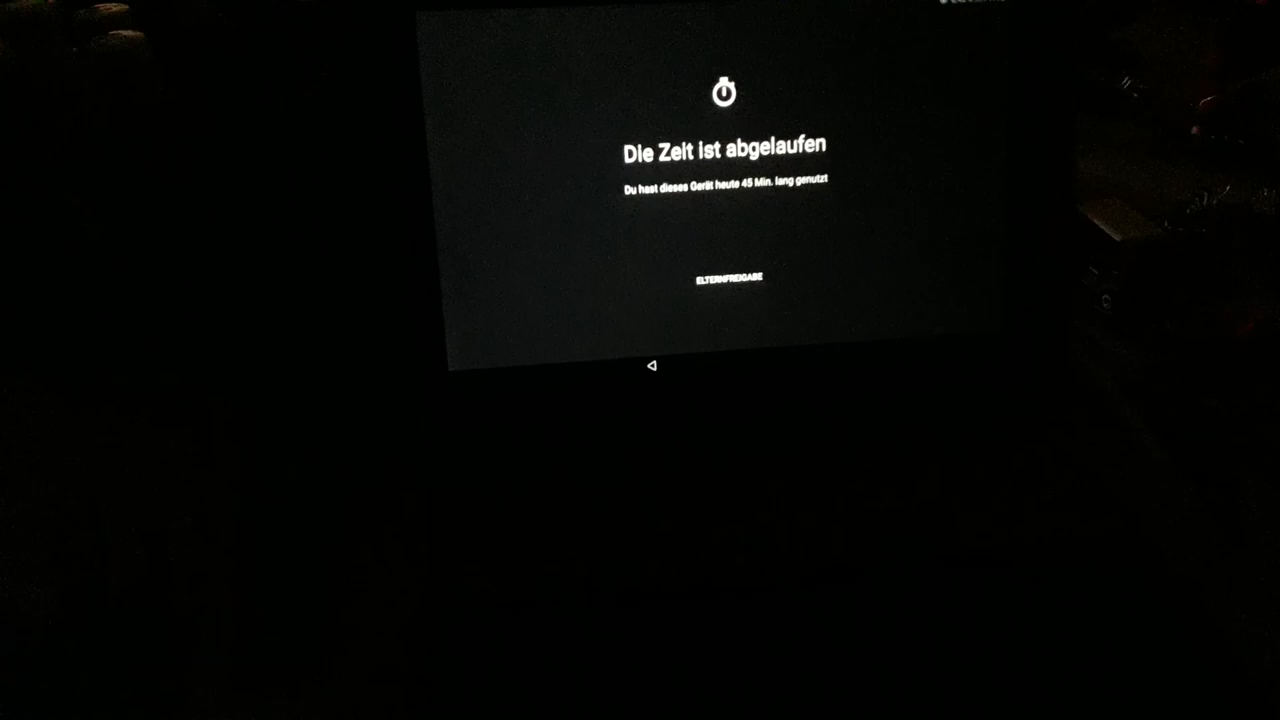 Die Zeit ist abgelaufen
Du hast dieses Gerät heute 45 Min. lang genutzt
ELTERNFREIGABE